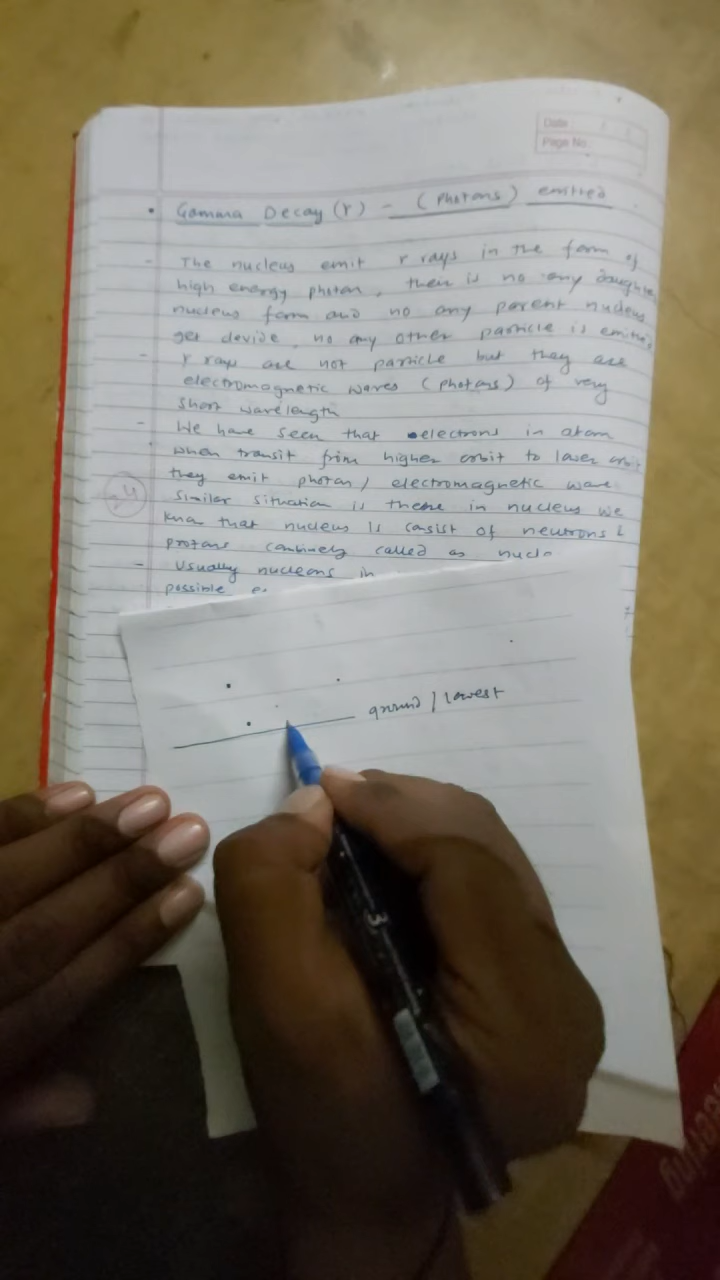 Date :
Page No:
• Gamma Decay (r) - (Photons) emitted
- The nucleus emit r rays in the form of
high energy photon, their is no any daughter
nucleus form and no any parent nucleus
get devide, no any other particle is emitted
- r rays are not particle but they are
electromagnetic waves (photons) of very
short wavelength
- We have seen that electrons in atom
when transit from higher orbit to lower orbit
they emit photon / electromagnetic wave
similar situation is there in nucleus we
know that nucleus is consist of neutrons &
protons combinely called as nucleo
- Usually nucleons in
possible e
ground / lowest
3